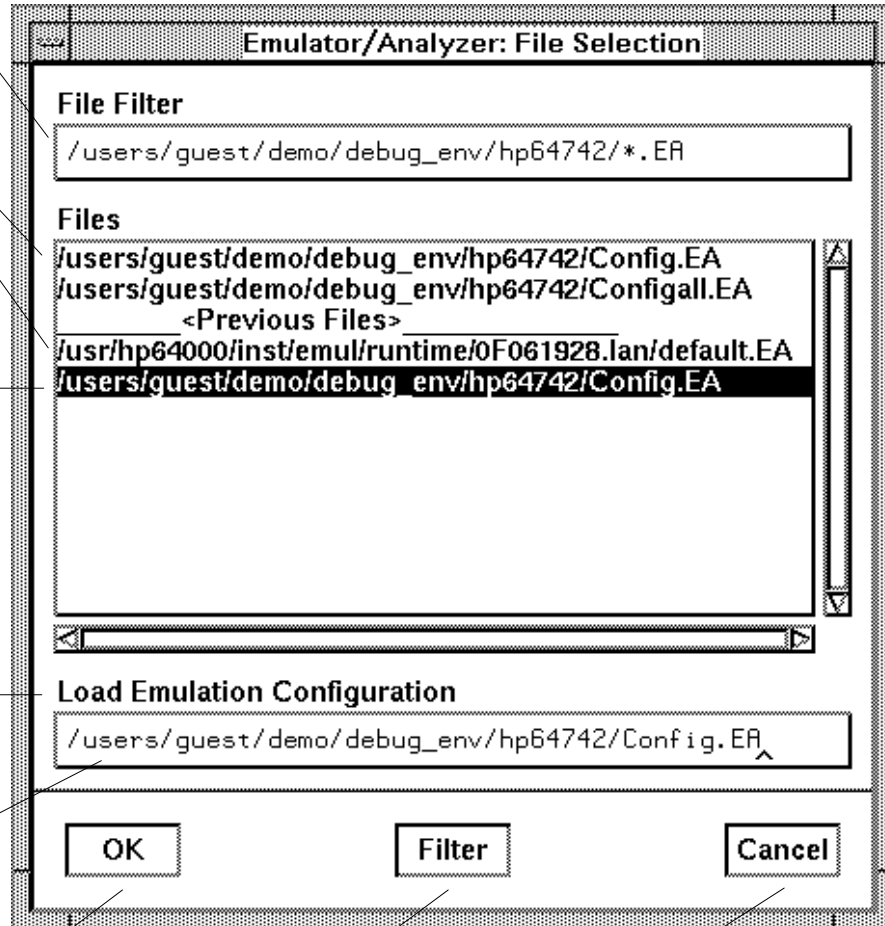 Emulator/Analyzer: File Selection
File Filter
/users/guest/demo/debug_env/hp64742/*.EA
Files
/users/guest/demo/debug_env/hp64742/Config.EA
/users/guest/demo/debug_env/hp64742/Configall.EA
________<Previous Files>______________
/usr/hp64000/inst/emul/runtime/0F061928.lan/default.EA
/users/guest/demo/debug_env/hp64742/Config.EA
Load Emulation Configuration
/users/guest/demo/debug_env/hp64742/Config.EA
OK Filter Cancel